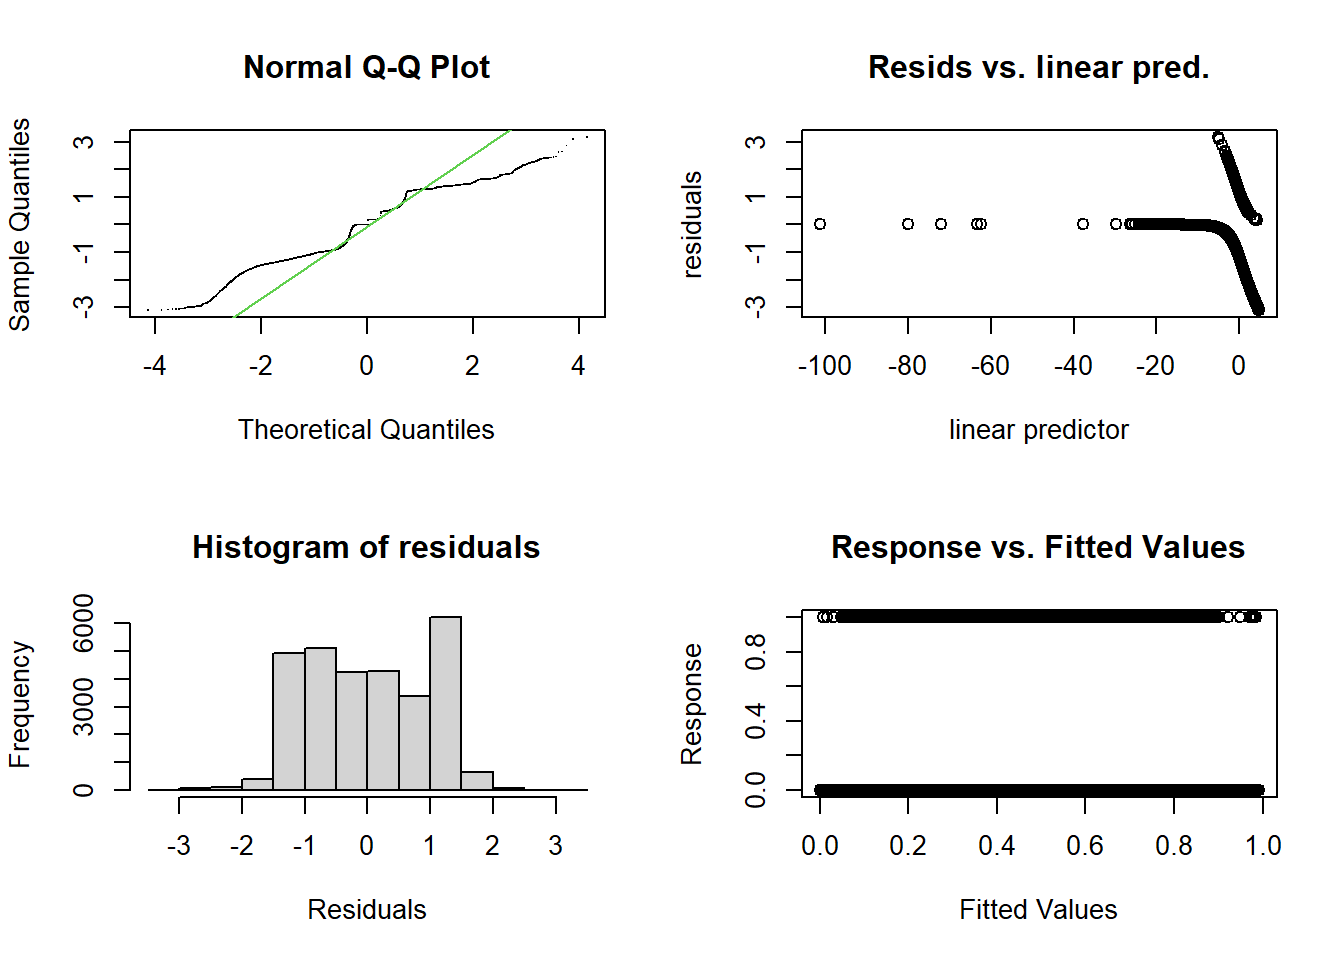 Normal Q-Q Plot
Sample Quantiles
3
1
-1
-3
-4 -2 0 2 4
Theoretical Quantiles
Resids vs. linear pred.
residuals
3
1
-1
-3
-100 -80 -60 -40 -20 0
linear predictor
Histogram of residuals
Frequency
6000
3000
0
-3 -2 -1 0 1 2 3
Residuals
Response vs. Fitted Values
Response
0.8
0.4
0.0
0.0 0.2 0.4 0.6 0.8 1.0
Fitted Values